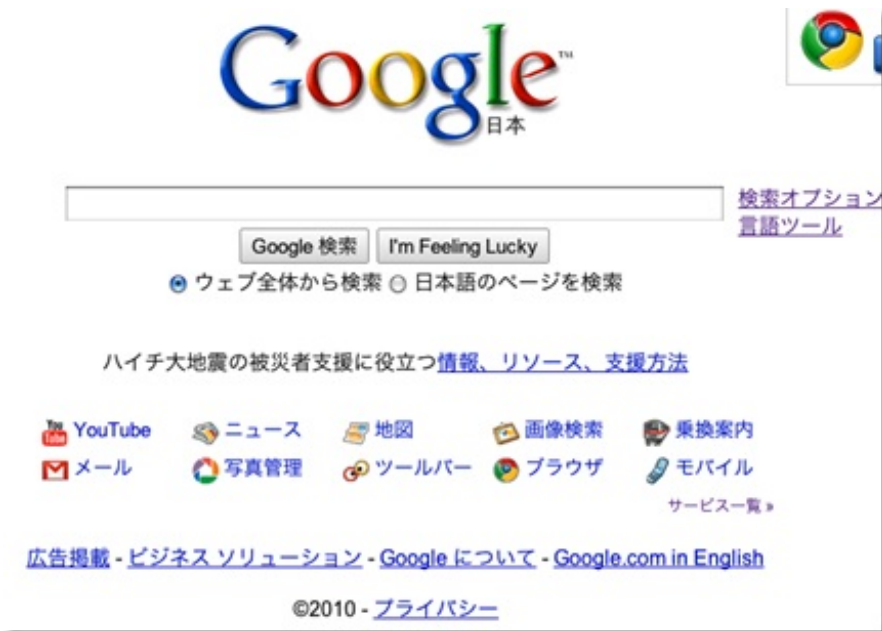 Google™
日本
検索オプション
言語ツール
Google 検索 I'm Feeling Lucky
ウェブ全体から検索 日本語のページを検索
ハイチ大地震の被災者支援に役立つ情報、リソース、支援方法
You Tube YouTube ニュース 地図 画像検索 乗換案内
メール 写真管理 ツールバー ブラウザ モバイル
サービス一覧 »
広告掲載 - ビジネス ソリューション - Google について - Google.com in English
©2010 - プライバシー